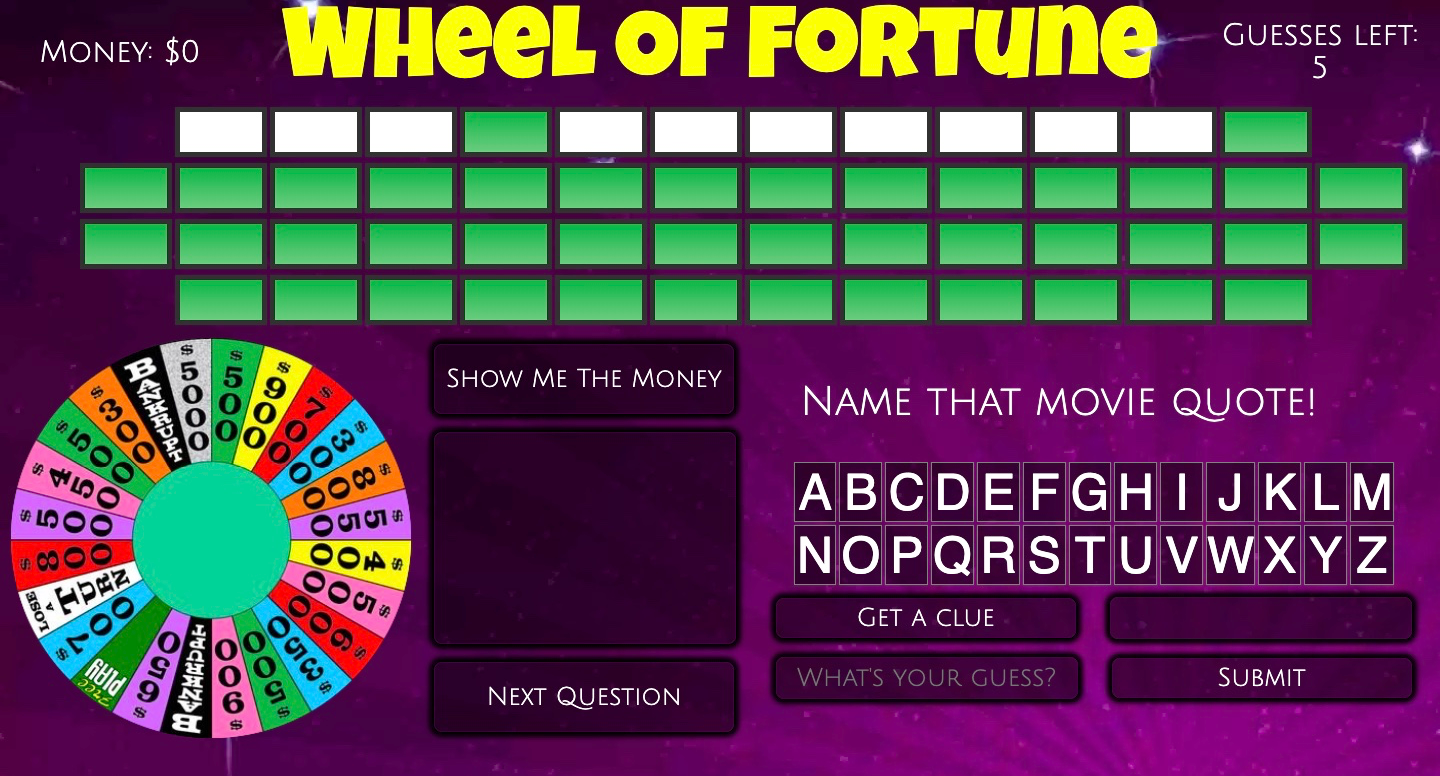 Money: $0
Wheel of Fortune
Guesses left:
5
$5000
$500
$900
$700
$300
$800
$550
$400
$500
$600
$350
$500
$900
BANKRUPT
$650
Free PLAY
$700
LOSE A TURN
$800
$500
$450
$500
$300
BANKRUPT
Show Me The Money
Name that movie quote!
A B C D E F G H I J K L M
N O P Q R S T U V W X Y Z
Get a clue
What's your guess?
Submit
Next Question